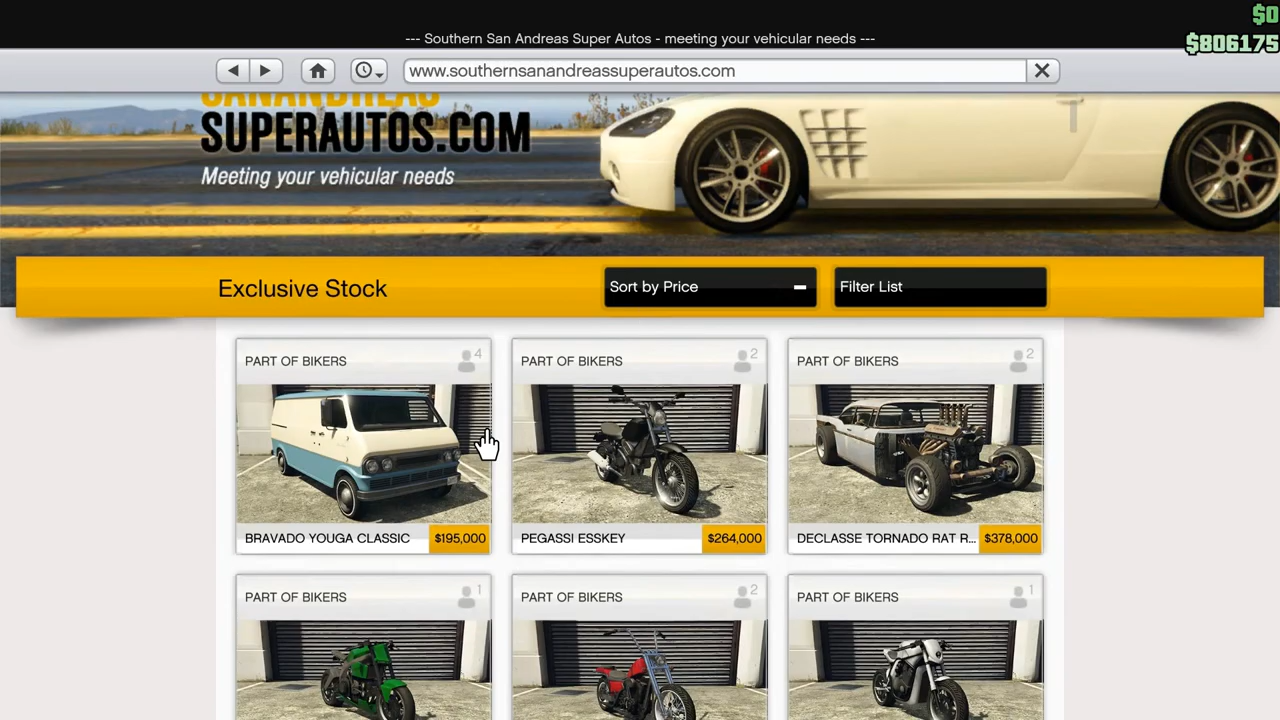 $0
--- Southern San Andreas Super Autos - meeting your vehicular needs ---
$806175
www.southernsanandreassuperautos.com
SANANDREAS
SUPERAUTOS.COM
Meeting your vehicular needs
Exclusive Stock
Sort by Price
Filter List
PART OF BIKERS 4
PART OF BIKERS 2
PART OF BIKERS 2
BRAVADO YOUGA CLASSIC $195,000
PEGASSI ESSKEY $264,000
DECLASSE TORNADO RAT R... $378,000
PART OF BIKERS 1
PART OF BIKERS 2
PART OF BIKERS 1